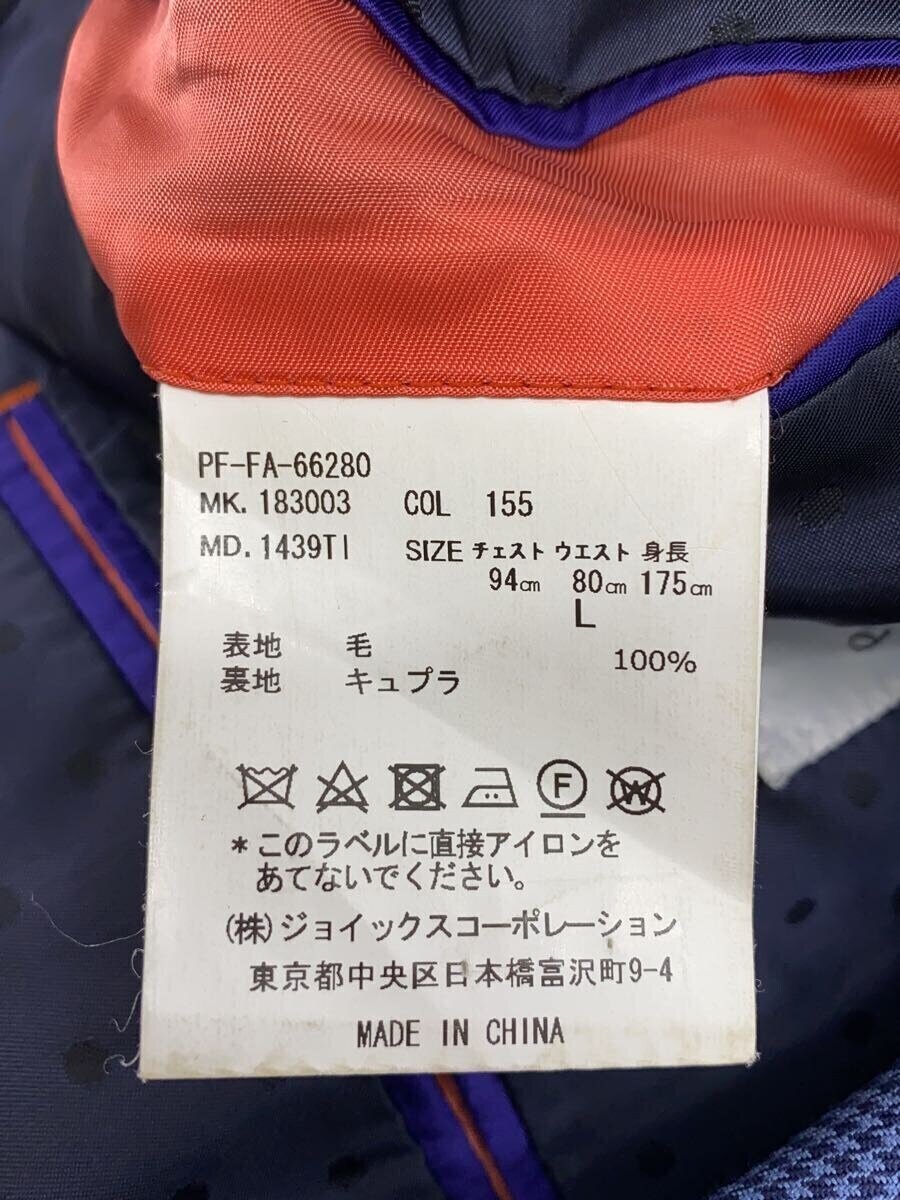 PF-FA-66280
MK. 183003 COL 155
MD. 1439TI SIZE チェスト ウエスト 身長
94cm 80cm 175cm
L
表地 毛 100%
裏地 キュプラ
F W
*このラベルに直接アイロンを
あてないでください。
(株)ジョイックスコーポレーション
東京都中央区日本橋富沢町9-4
MADE IN CHINA